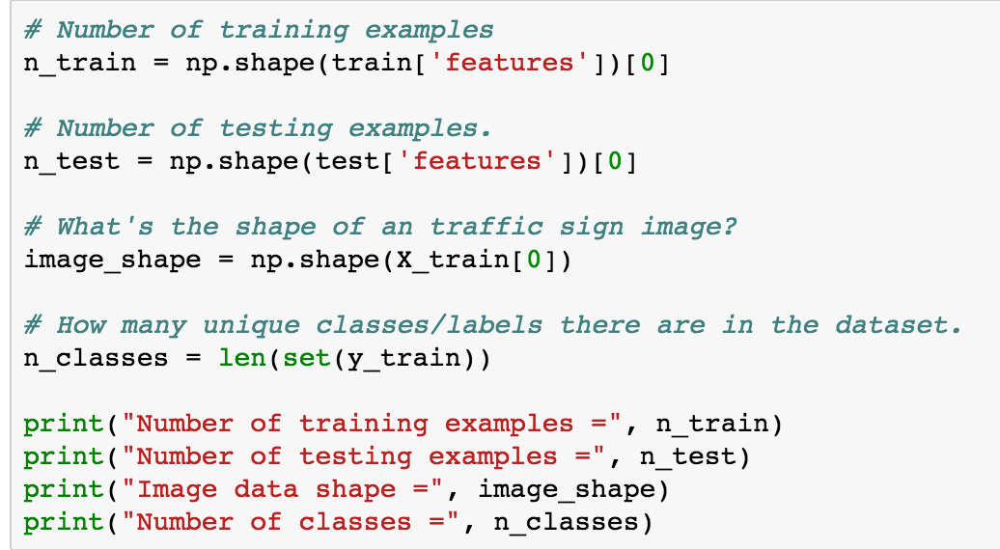 # Number of training examples
n_train = np.shape(train['features'])[0]
# Number of testing examples.
n_test = np.shape(test['features'])[0]
# What's the shape of an traffic sign image?
image_shape = np.shape(X_train[0])
# How many unique classes/labels there are in the dataset.
n_classes = len(set(y_train))
print("Number of training examples =", n_train)
print("Number of testing examples =", n_test)
print("Image data shape =", image_shape)
print("Number of classes =", n_classes)